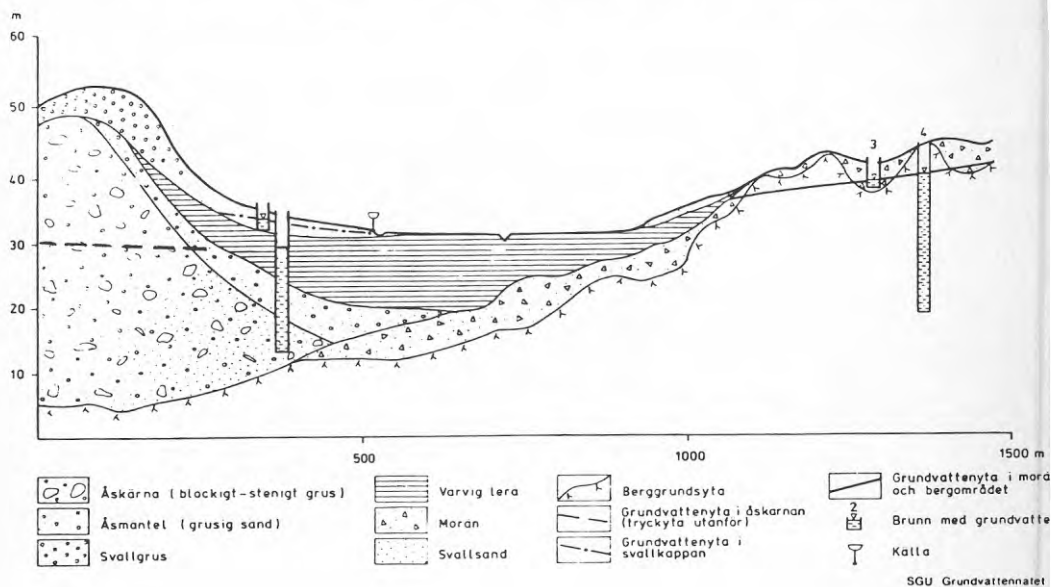 m
60
50
40
30
20
10
3
4
500
1000
1500 m
Åskärna (blockigt-stenigt grus)
Åsmantel (grusig sand)
Svallgrus
Varvig lera
Morän
Svallsand
Berggrundsyta
Grundvattenyta i åskärnan
(tryckyta utanför)
Grundvattenyta i
svallkappan
Grundvattenyta i morä
och bergområdet
2
Brunn med grundvatte
Källa
SGU Grundvattennätet